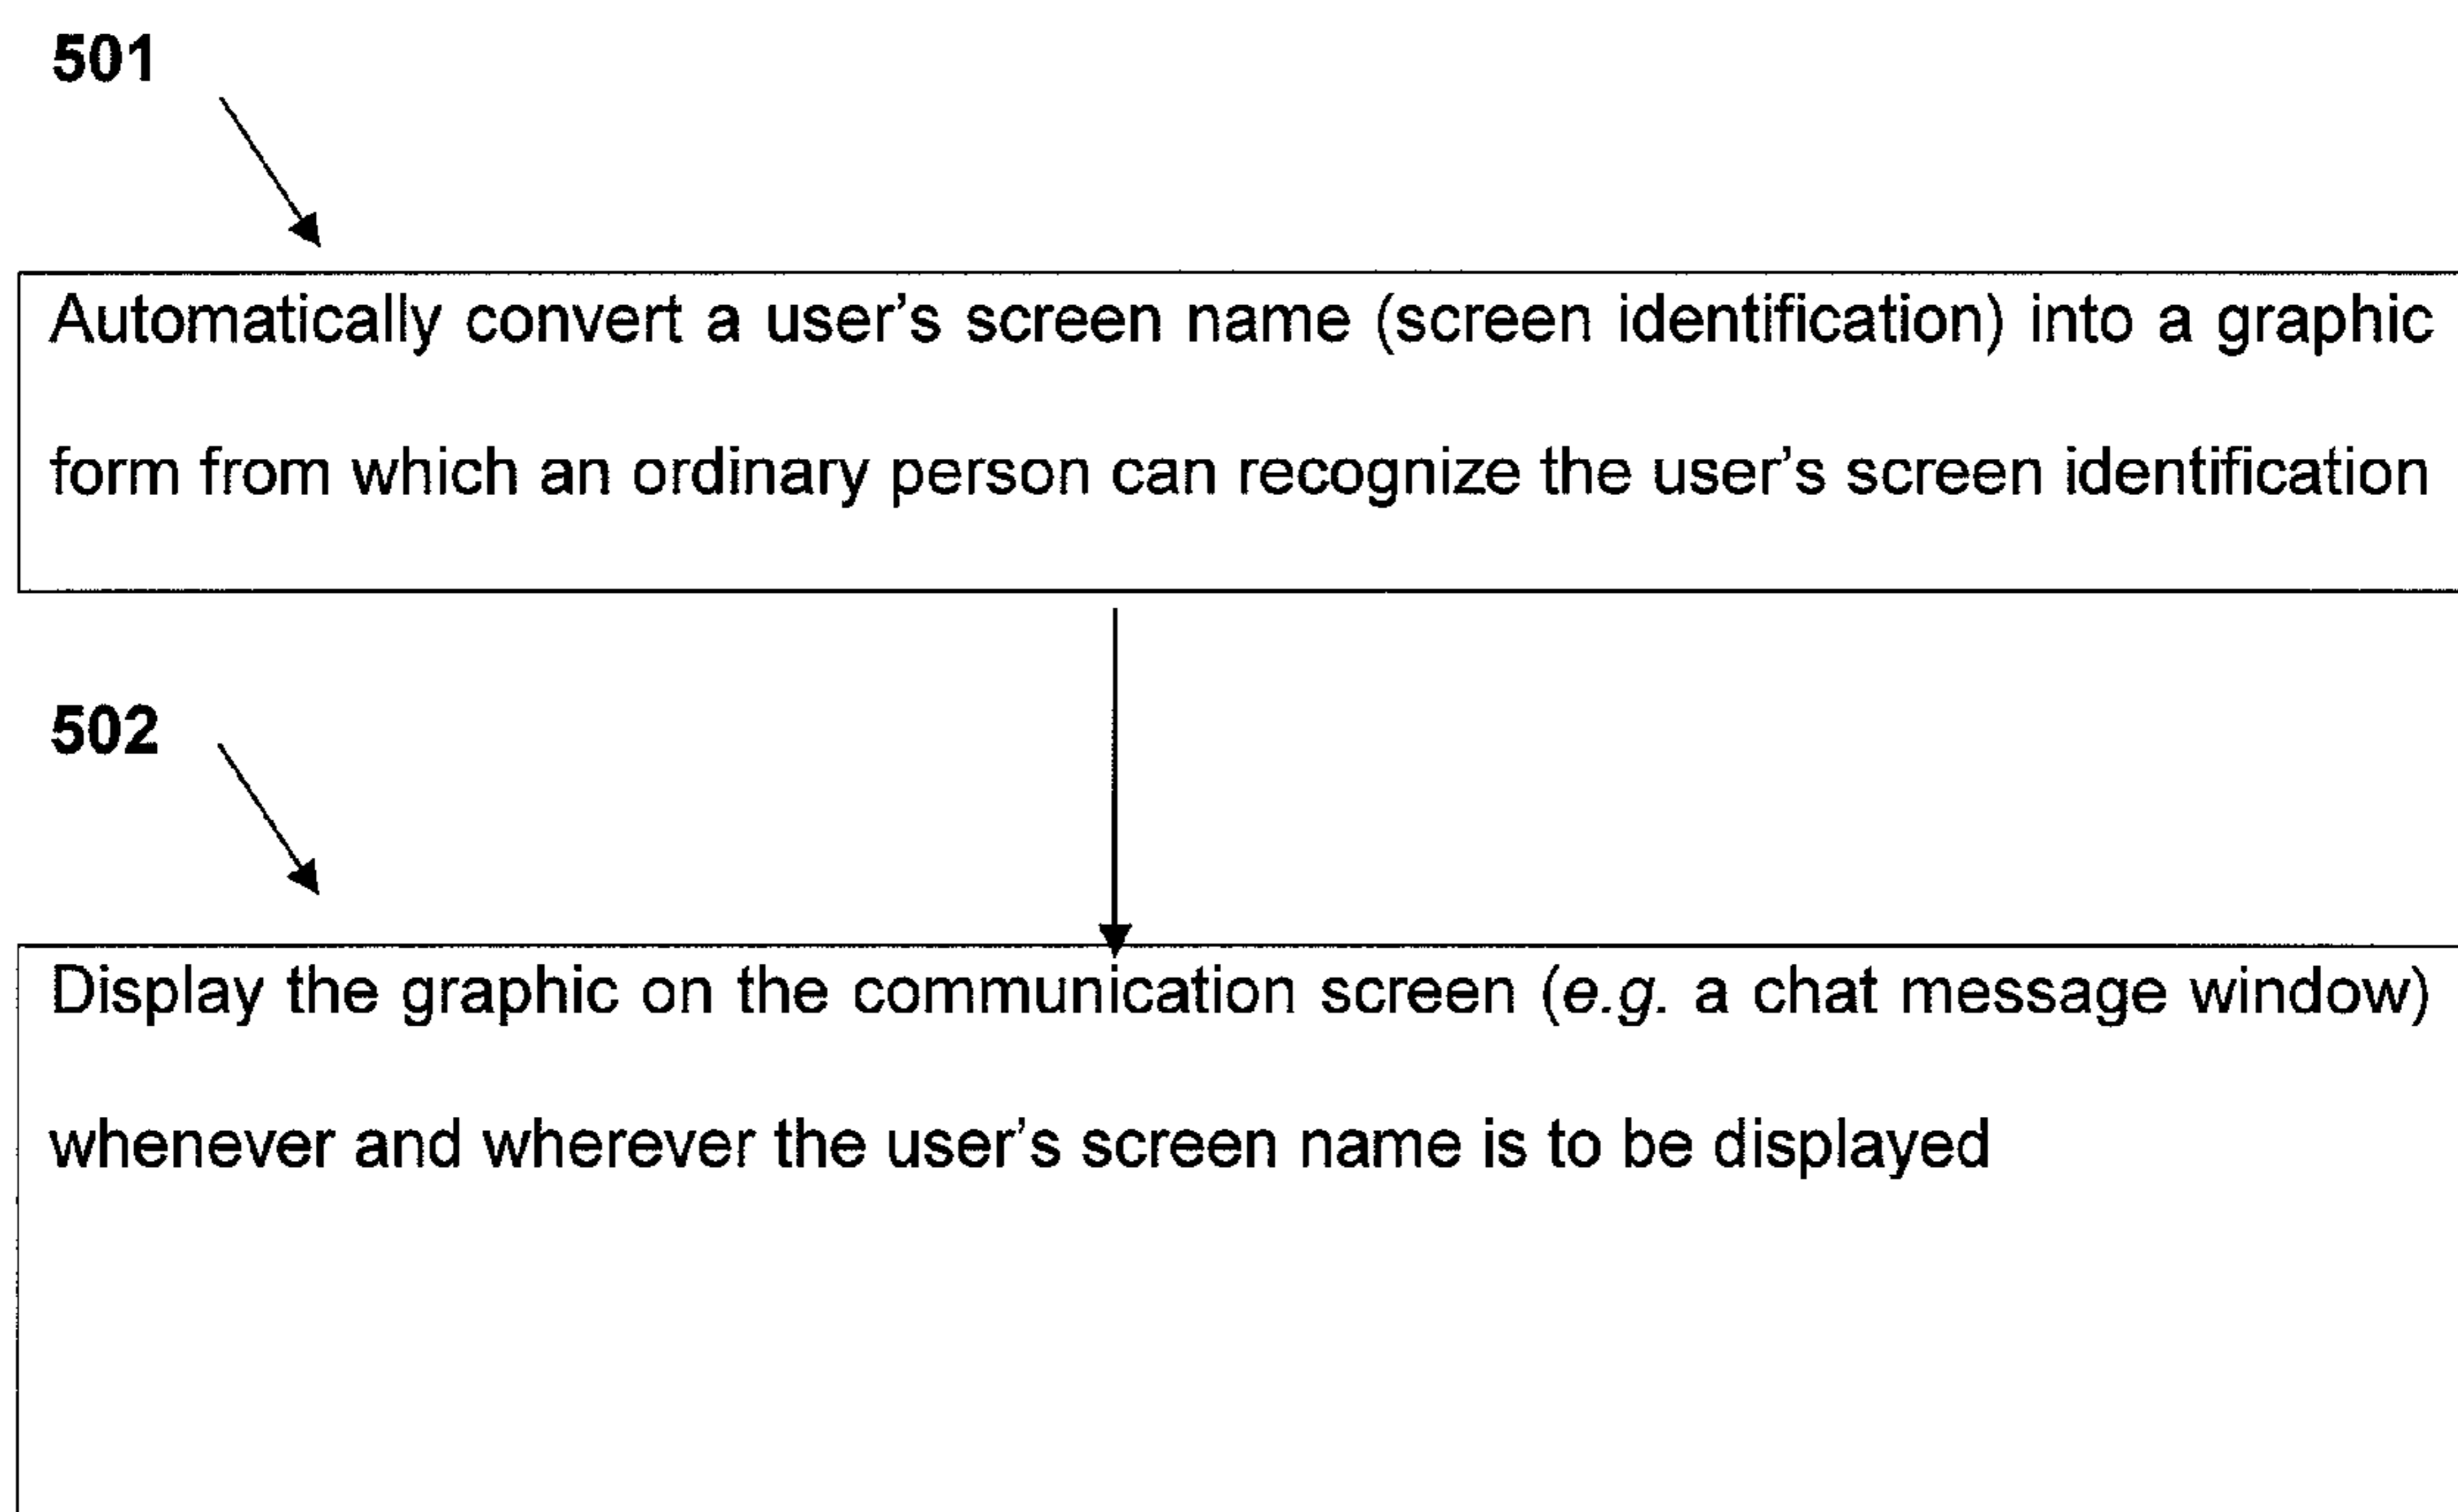 501
Automatically convert a user's screen name (screen identification) into a graphic
form from which an ordinary person can recognize the user's screen identification
502
Display the graphic on the communication screen (e.g. a chat message window)
whenever and wherever the user's screen name is to be displayed